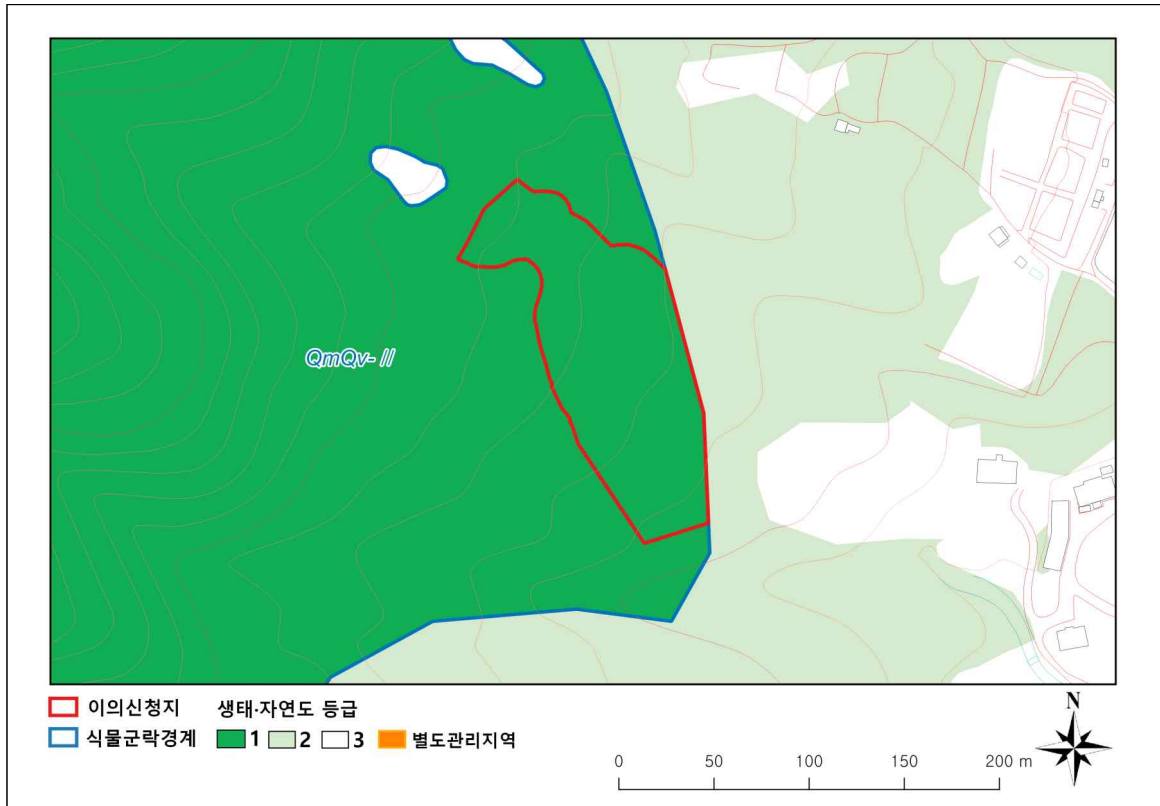 QmQv- //
이의신청지 생태·자연도 등급
식물군락경계 1 2 3 별도관리지역
N
0 50 100 150 200 m